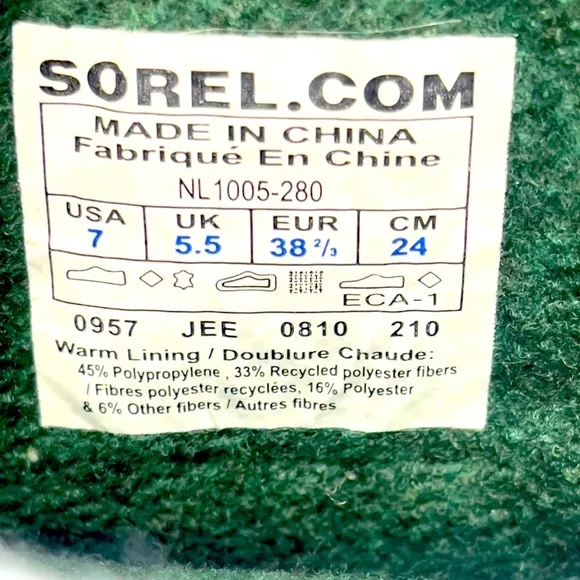 SOREL.COM
MADE IN CHINA
Fabriqué En Chine
NL1005-280
USA UK EUR CM
7 5.5 38 2/3 24
ECA-1
0957 JEE 0810 210
Warm Lining / Doublure Chaude:
45% Polypropylene , 33% Recycled polyester fibers
/ Fibres polyester recyclées, 16% Polyester
& 6% Other fibers / Autres fibres